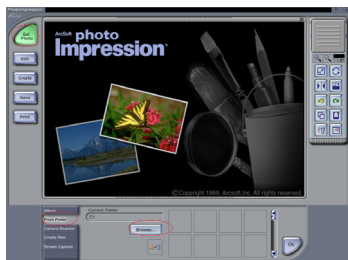 PhotoImpression
Get
Photo
Edit
Create
Save
Print
ArcSoft photo
Impression
©Copyright 1999. Arcsoft,Inc. All rights reserved
Album
Photo Folder
Camera/Scanner
Create New
Screen Capture
Current Folder
Browse...
Ok